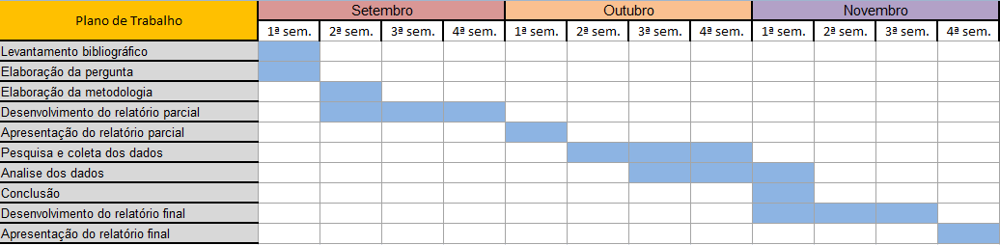 Plano de Trabalho
Setembro Outubro Novembro
1ª sem. 2ª sem. 3ª sem. 4ª sem. 1ª sem. 2ª sem. 3ª sem. 4ª sem. 1ª sem. 2ª sem. 3ª sem. 4ª sem.
Levantamento bibliográfico
Elaboração da pergunta
Elaboração da metodologia
Desenvolvimento do relatório parcial
Apresentação do relatório parcial
Pesquisa e coleta dos dados
Analise dos dados
Conclusão
Desenvolvimento do relatório final
Apresentação do relatório final